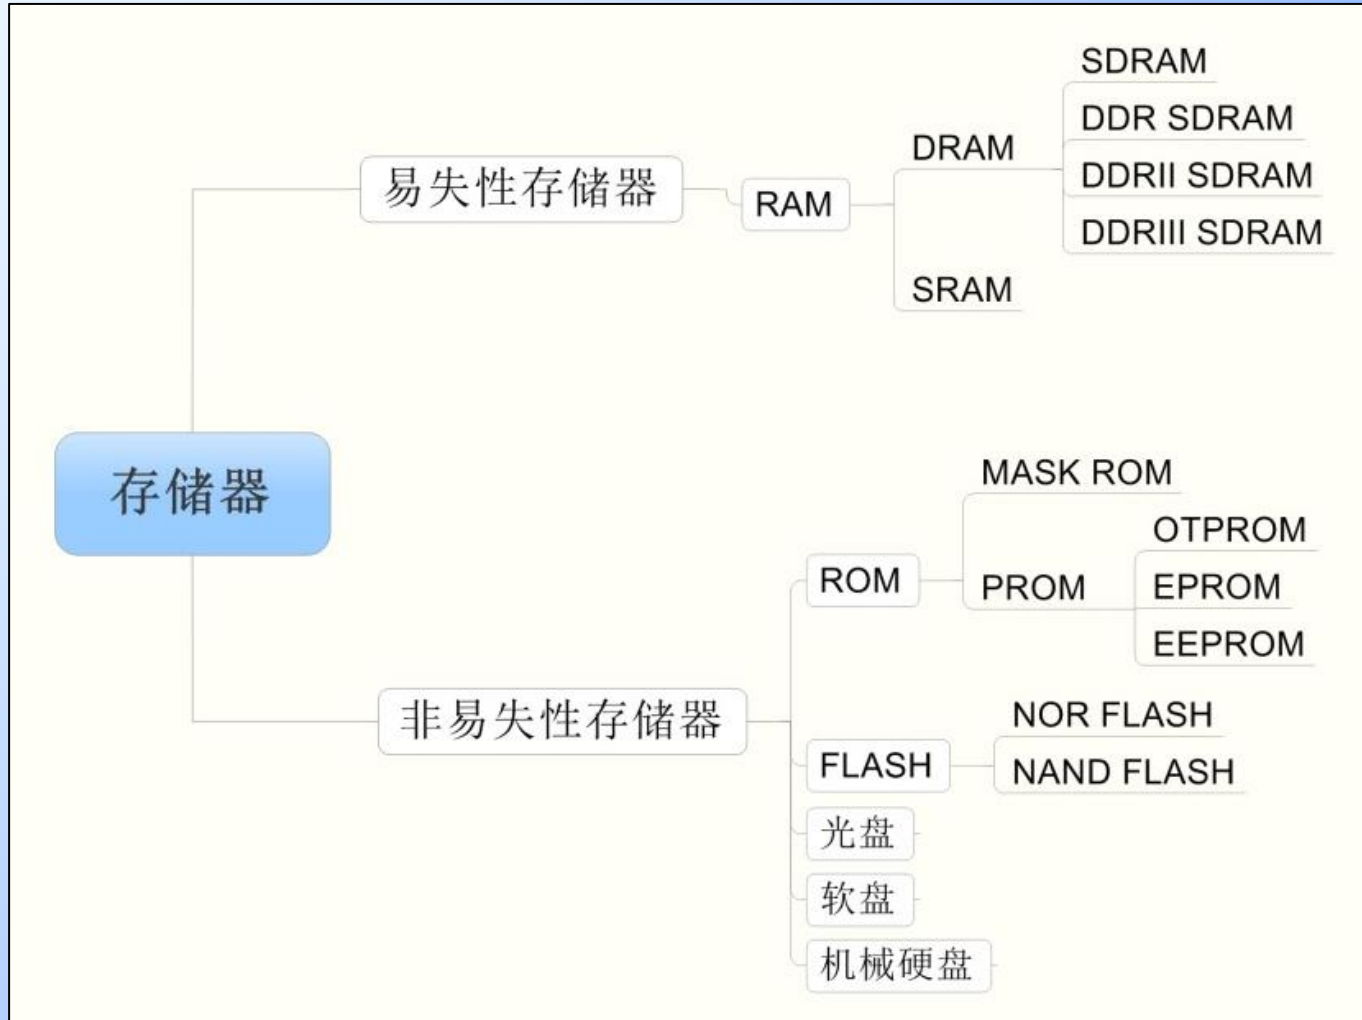 存储器
易失性存储器
RAM
DRAM
SDRAM
DDR SDRAM
DDRII SDRAM
DDRIII SDRAM
SRAM
非易失性存储器
ROM
MASK ROM
PROM
OTPROM
EPROM
EEPROM
FLASH
NOR FLASH
NAND FLASH
光盘
软盘
机械硬盘